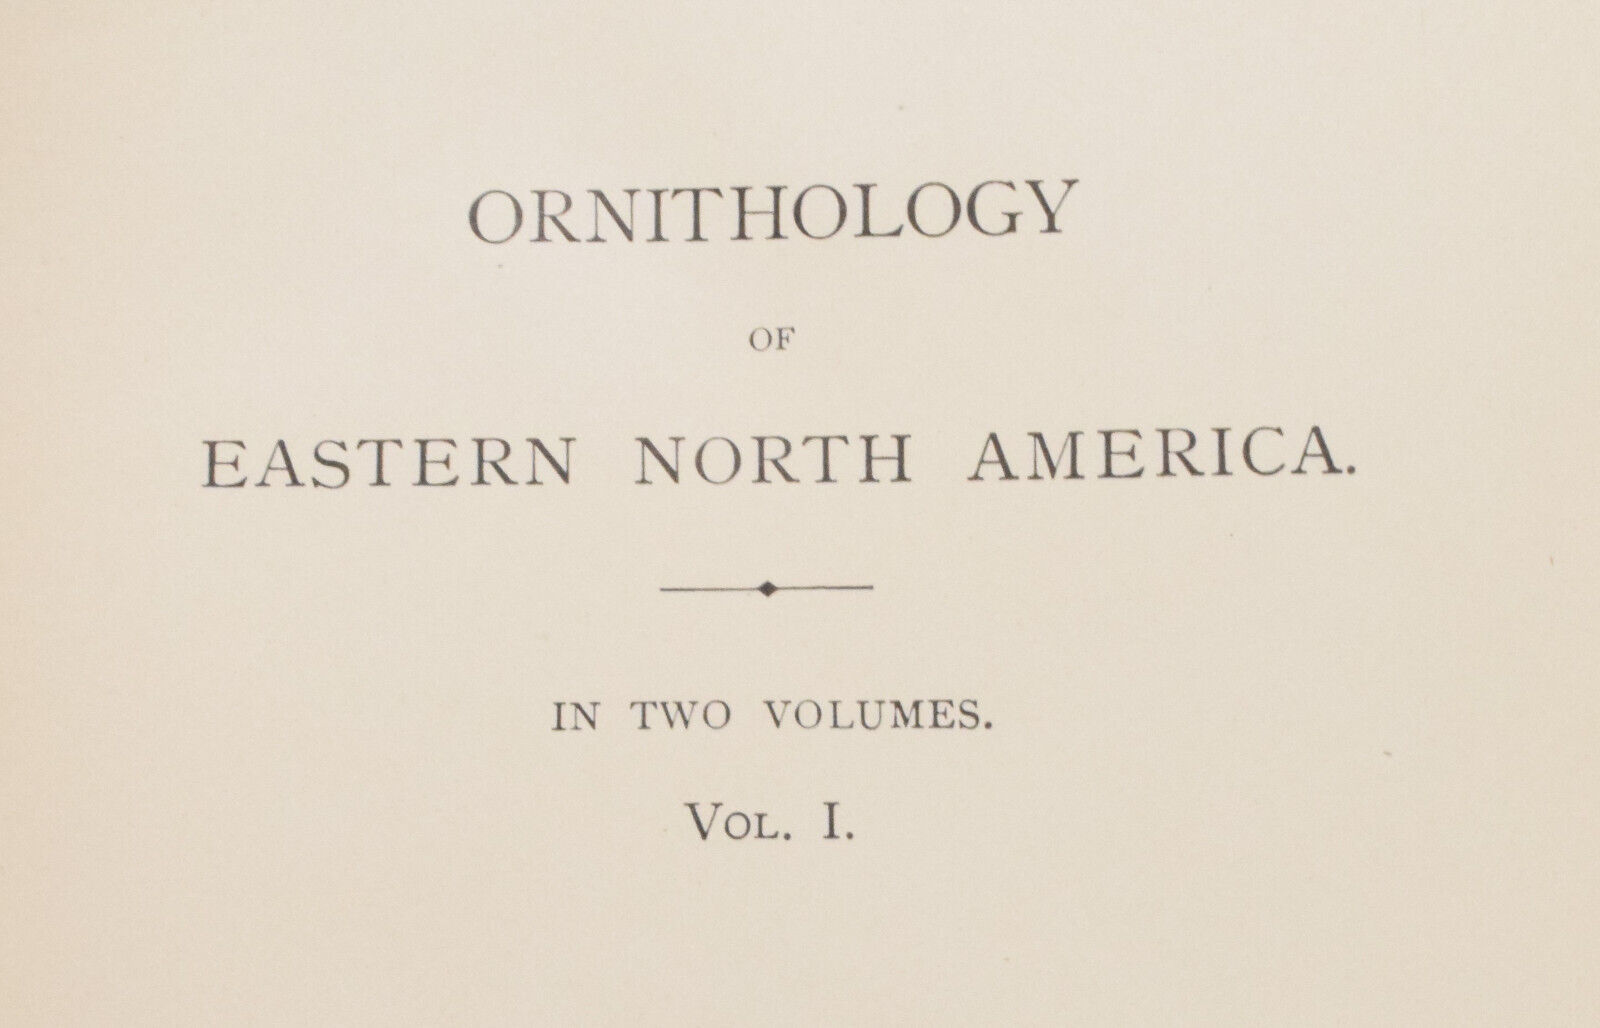 ORNITHOLOGY
OF
EASTERN NORTH AMERICA.
IN TWO VOLUMES.
VOL. I.